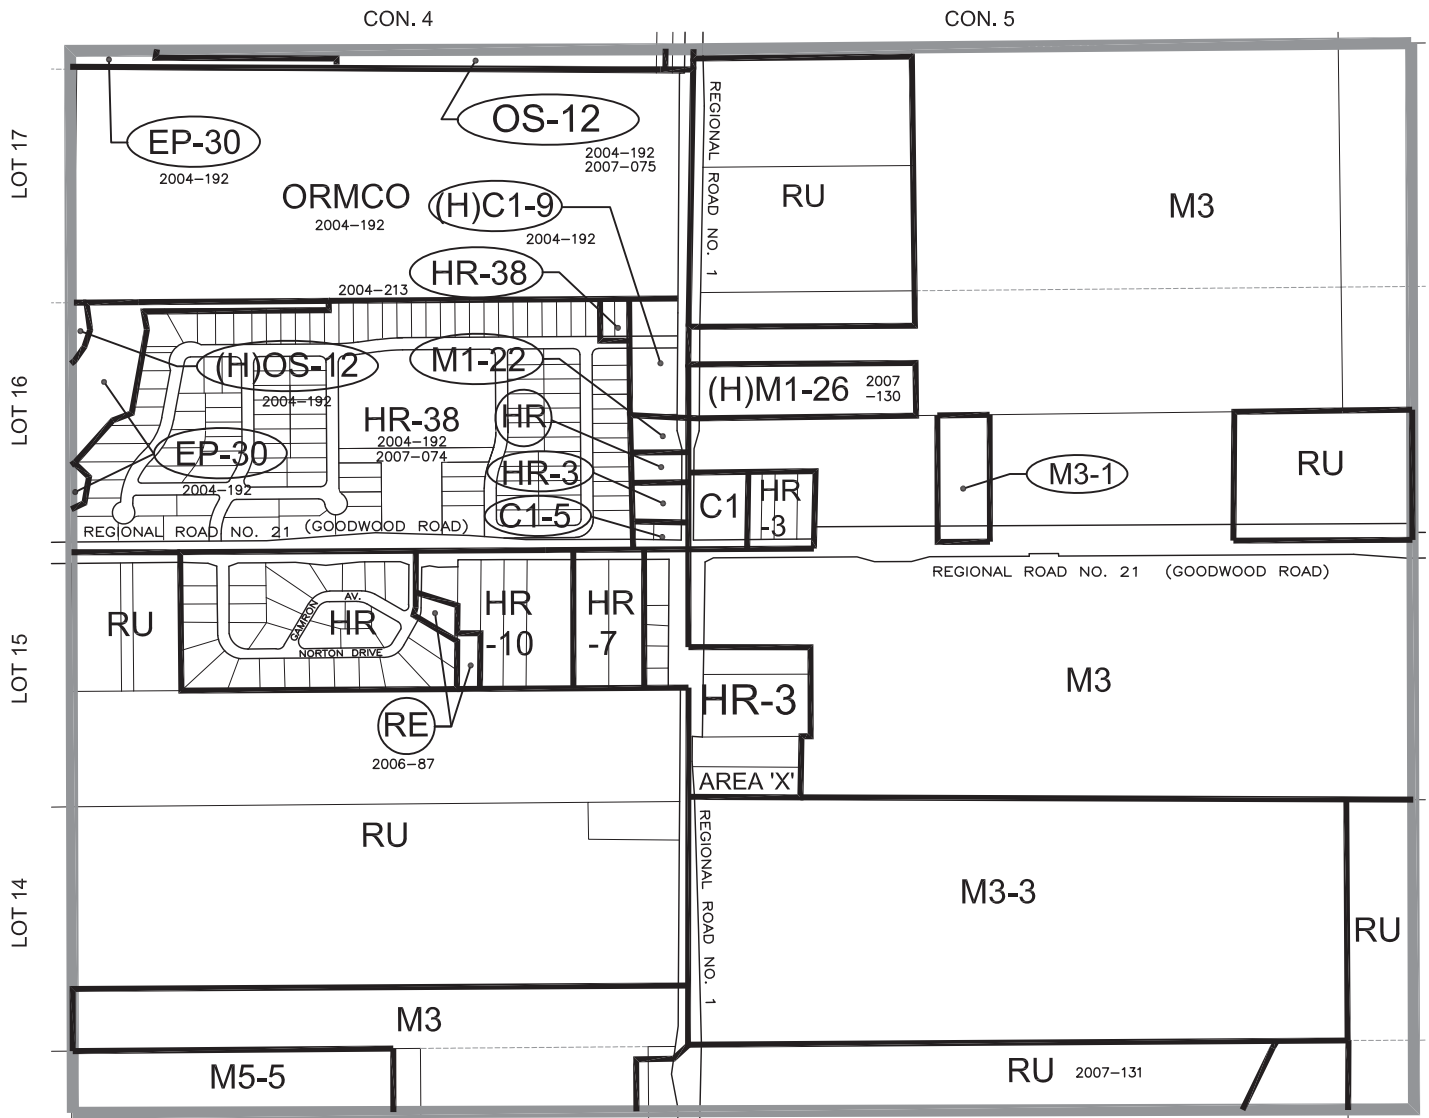 CON. 4
CON. 5
LOT 17
LOT 16
LOT 15
LOT 14
EP-30
2004-192
OS-12
2004-192
2007-075
ORMCO
2004-192
(H)C1-9
2004-192
HR-38
2004-213
REGIONAL ROAD NO. 1
RU
M3
(H)OS-12
2004-192
M1-22
HR-38
2004-192
2007-074
HR
EP-30
2004-192
HR-3
C1-5
(H)M1-26
2007
-130
C1
HR
-3
M3-1
RU
REGIONAL ROAD NO. 21 (GOODWOOD ROAD)
REGIONAL ROAD NO. 21 (GOODWOOD ROAD)
RU
GAMRON
AV.
HR
NORTON DRIVE
HR
-10
HR
-7
RE
2006-87
HR-3
M3
AREA 'X'
RU
REGIONAL ROAD NO. 1
M3-3
RU
M3
M5-5
RU
2007-131